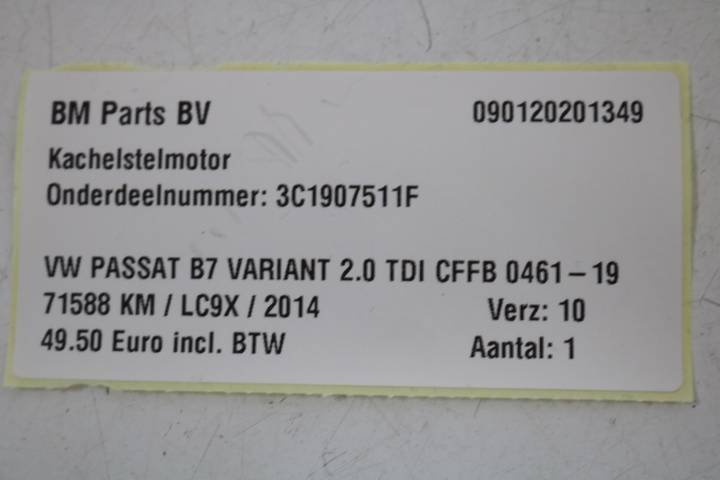 BM Parts BV 090120201349
Kachelstelmotor
Onderdeelnummer: 3C1907511F
VW PASSAT B7 VARIANT 2.0 TDI CFFB 0461-19
71588 KM / LC9X / 2014 Verz: 10
49.50 Euro incl. BTW Aantal: 1